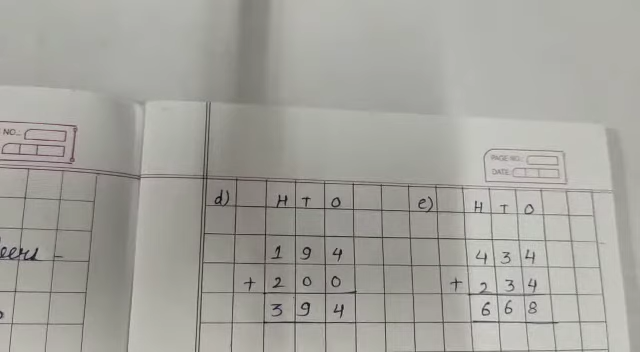 NO.:
PAGE NO.:
DATE:
d) H T O
e) H T O
1 9 4
4 3 4
+ 2 0 0
+ 2 3 4
3 9 4
6 6 8